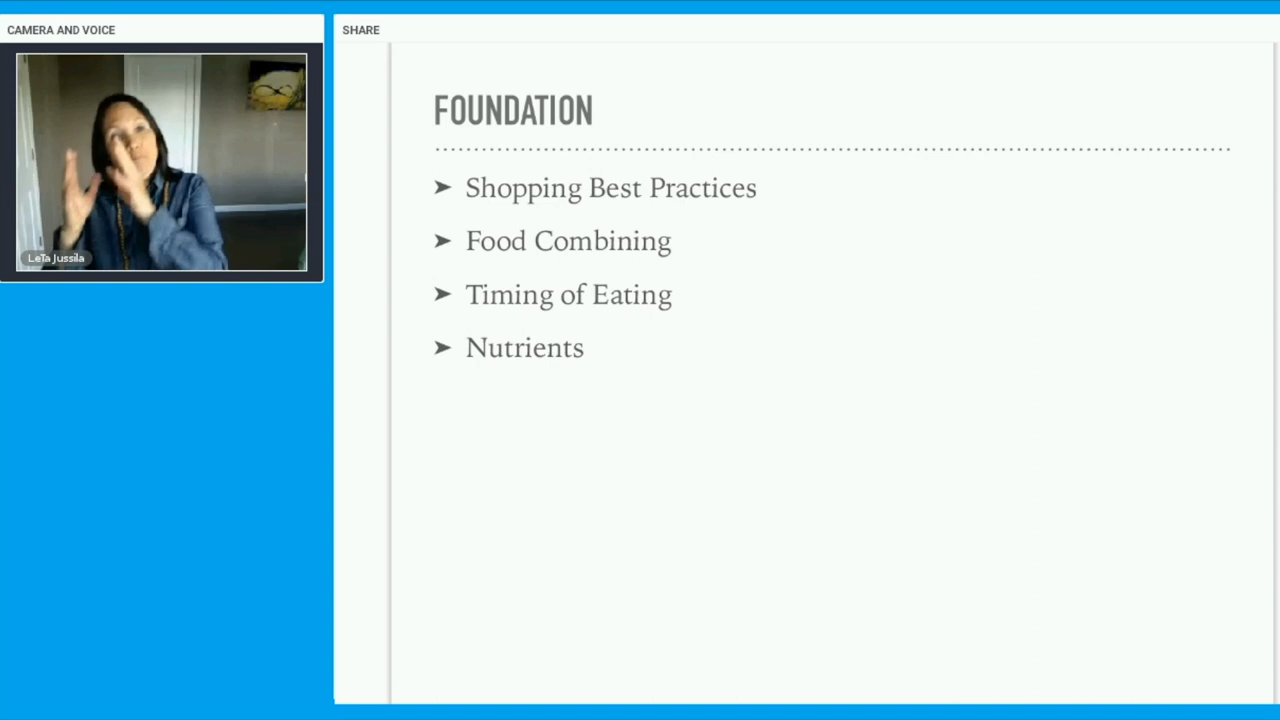 CAMERA AND VOICE
LeTa Jussila
SHARE
FOUNDATION
Shopping Best Practices
Food Combining
Timing of Eating
Nutrients